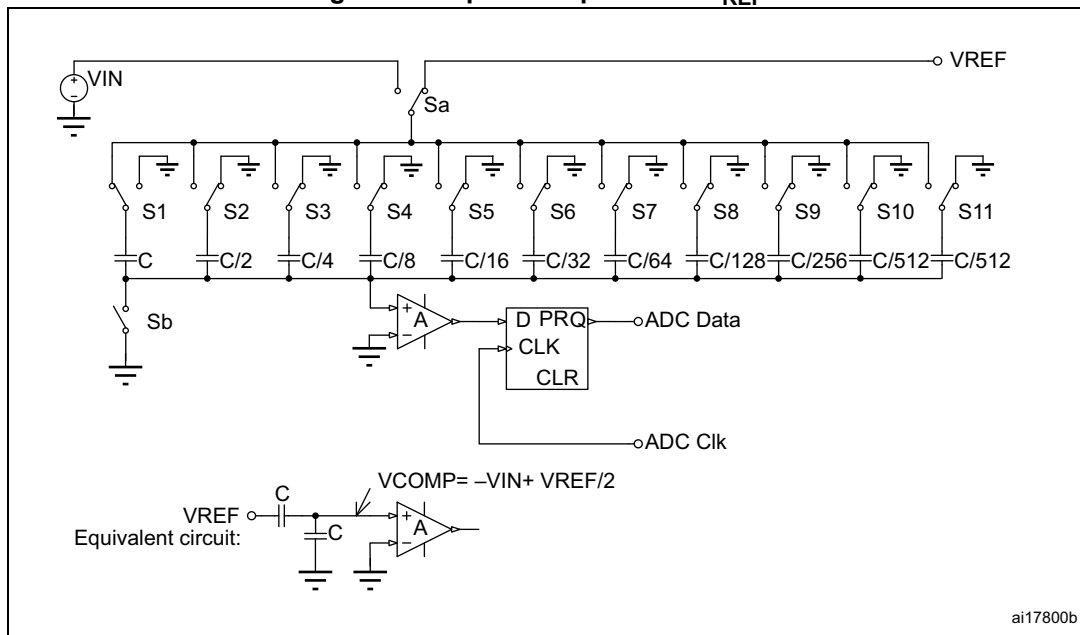 REF
VREF
VIN
Sa
S1 S2 S3 S4 S5 S6 S7 S8 S9 S10 S11
C C/2 C/4 C/8 C/16 C/32 C/64 C/128 C/256 C/512 C/512
Sb
+
A
−
D PRQ
ADC Data
CLK
CLR
ADC Clk
VCOMP= –VIN+ VREF/2
C
VREF
+
A
−
C
Equivalent circuit:
ai17800b